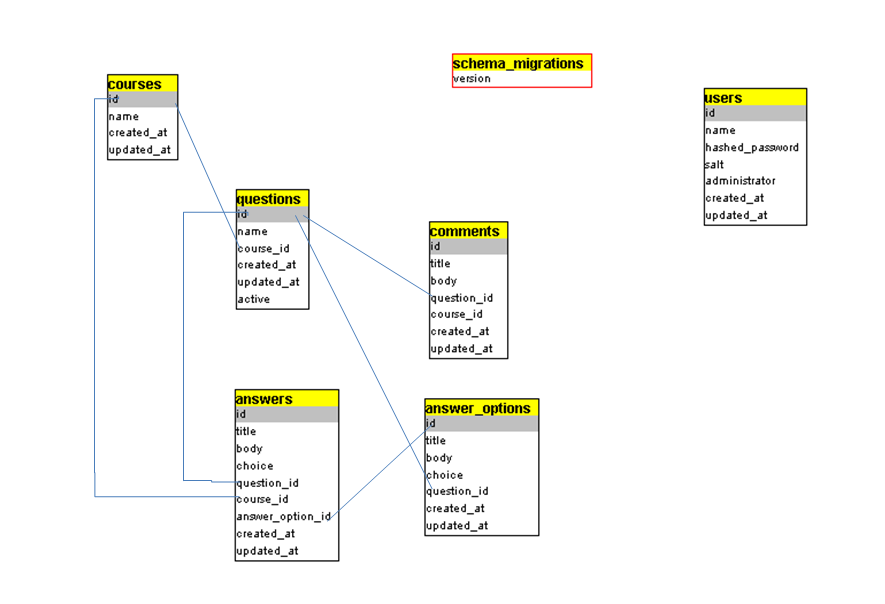 courses
id
name
created_at
updated_at
schema_migrations
version
users
id
name
hashed_password
salt
administrator
created_at
updated_at
questions
id
name
course_id
created_at
updated_at
active
comments
id
title
body
question_id
course_id
created_at
updated_at
answers
id
title
body
choice
question_id
course_id
answer_option_id
created_at
updated_at
answer_options
id
title
body
choice
question_id
created_at
updated_at